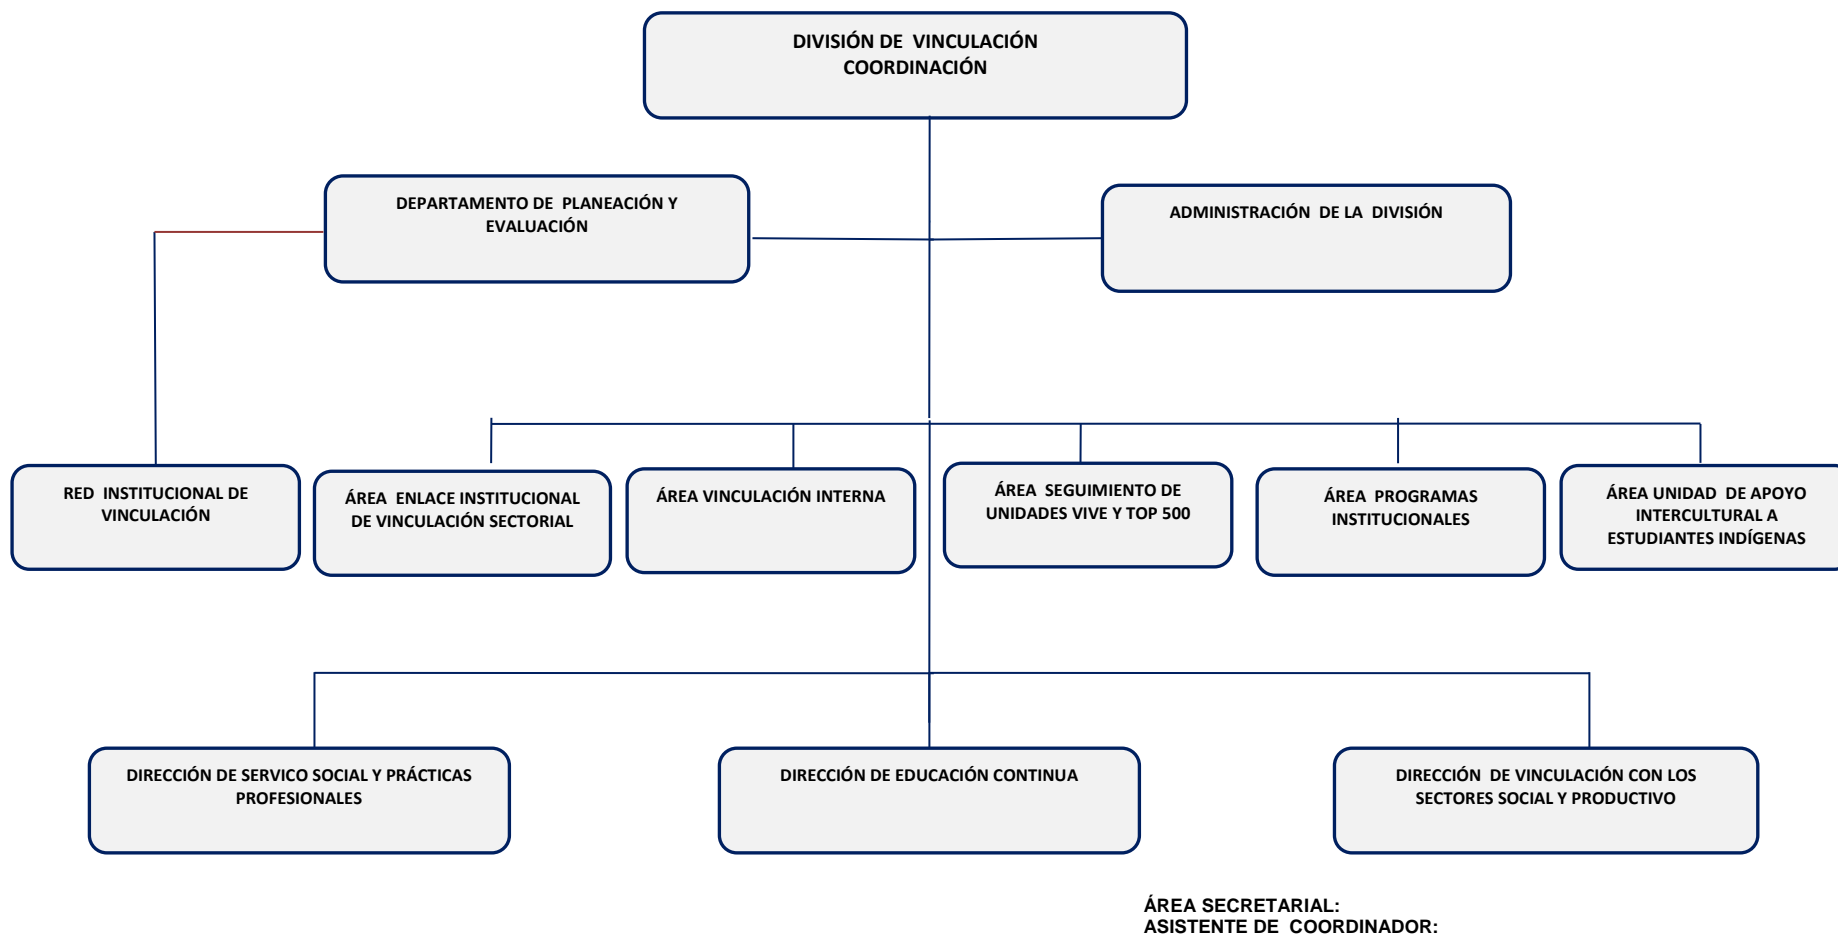 DIVISIÓN DE VINCULACIÓN
COORDINACIÓN
DEPARTAMENTO DE PLANEACIÓN Y
EVALUACIÓN
ADMINISTRACIÓN DE LA DIVISIÓN
RED INSTITUCIONAL DE
VINCULACIÓN
ÁREA ENLACE INSTITUCIONAL
DE VINCULACIÓN SECTORIAL
ÁREA VINCULACIÓN INTERNA
ÁREA SEGUIMIENTO DE
UNIDADES VIVE Y TOP 500
ÁREA PROGRAMAS
INSTITUCIONALES
ÁREA UNIDAD DE APOYO
INTERCULTURAL A
ESTUDIANTES INDÍGENAS
DIRECCIÓN DE SERVICO SOCIAL Y PRÁCTICAS
PROFESIONALES
DIRECCIÓN DE EDUCACIÓN CONTINUA
DIRECCIÓN DE VINCULACIÓN CON LOS
SECTORES SOCIAL Y PRODUCTIVO
ÁREA SECRETARIAL:
ASISTENTE DE COORDINADOR: